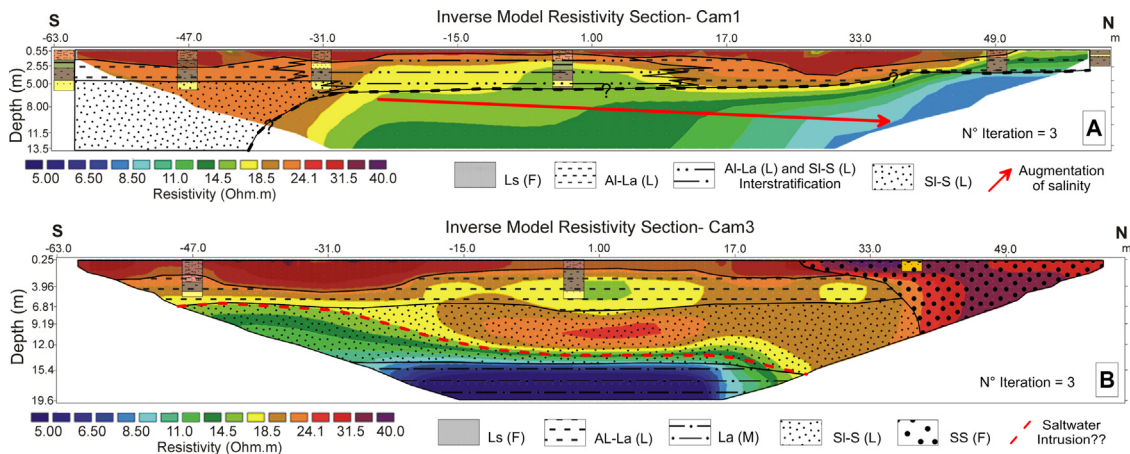 Inverse Model Resistivity Section- Cam1
S N
-63.0 -47.0 -31.0 -15.0 1.00 17.0 33.0 49.0 m
Depth (m)
0.55
2.55
5.00
8.00
11.5
13.5
?
?
?
A
N° Iteration = 3
5.00 6.50 8.50 11.0 14.5 18.5 24.1 31.5 40.0
Resistivity (Ohm.m)
Ls (F)
Al-La (L)
Al-La (L) and Sl-S (L)
Interstratification
Sl-S (L)
Augmentation
of salinity
Inverse Model Resistivity Section- Cam3
S N
-63.0 -47.0 -31.0 -15.0 1.00 17.0 33.0 49.0 m
Depth (m)
0.25
3.96
6.81
9.19
12.0
15.4
19.6
B
N° Iteration = 3
5.00 6.50 8.50 11.0 14.5 18.5 24.1 31.5 40.0
Resistivity (Ohm.m)
Ls (F)
AL-La (L)
La (M)
Sl-S (L)
SS (F)
Saltwater
Intrusion??